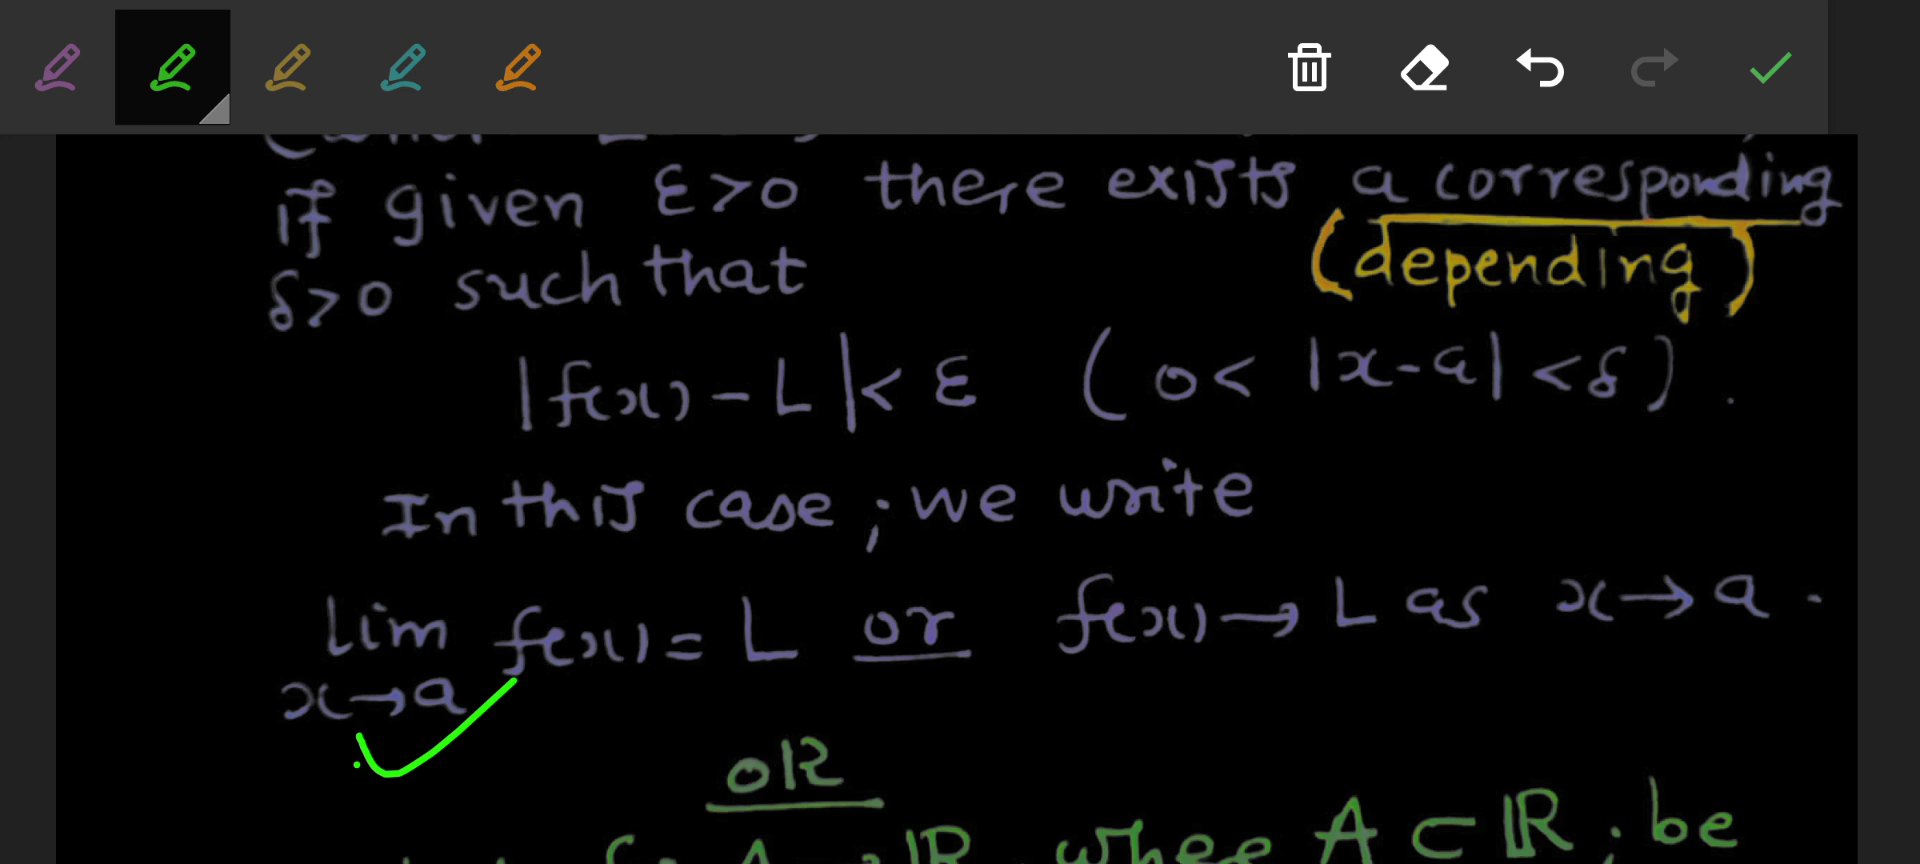 if given ε>0 there exists a corresponding
(depending)
δ>0 such that
|f(x) - L| < ε (0 < |x-a| < δ).
In this case, we write
lim f(x) = L or f(x) → L as x → a.
x→a
OR
where A ⊂ ℝ, be